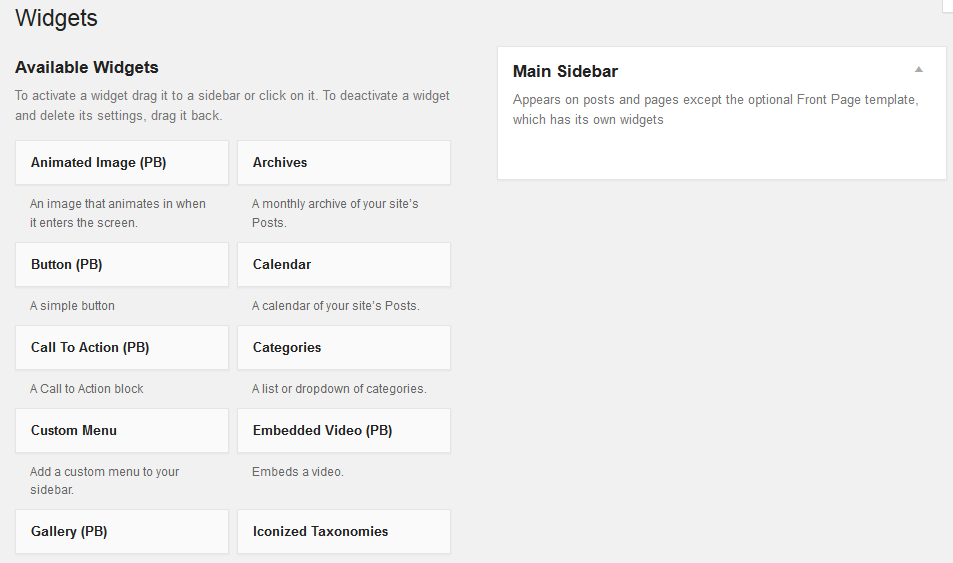 Widgets
Available Widgets
To activate a widget drag it to a sidebar or click on it. To deactivate a widget
and delete its settings, drag it back.
Animated Image (PB)
An image that animates in when
it enters the screen.
Archives
A monthly archive of your site's
Posts.
Button (PB)
A simple button
Calendar
A calendar of your site's Posts.
Call To Action (PB)
A Call to Action block
Categories
A list or dropdown of categories.
Custom Menu
Add a custom menu to your
sidebar.
Embedded Video (PB)
Embeds a video.
Gallery (PB)
Iconized Taxonomies
Main Sidebar
Appears on posts and pages except the optional Front Page template,
which has its own widgets